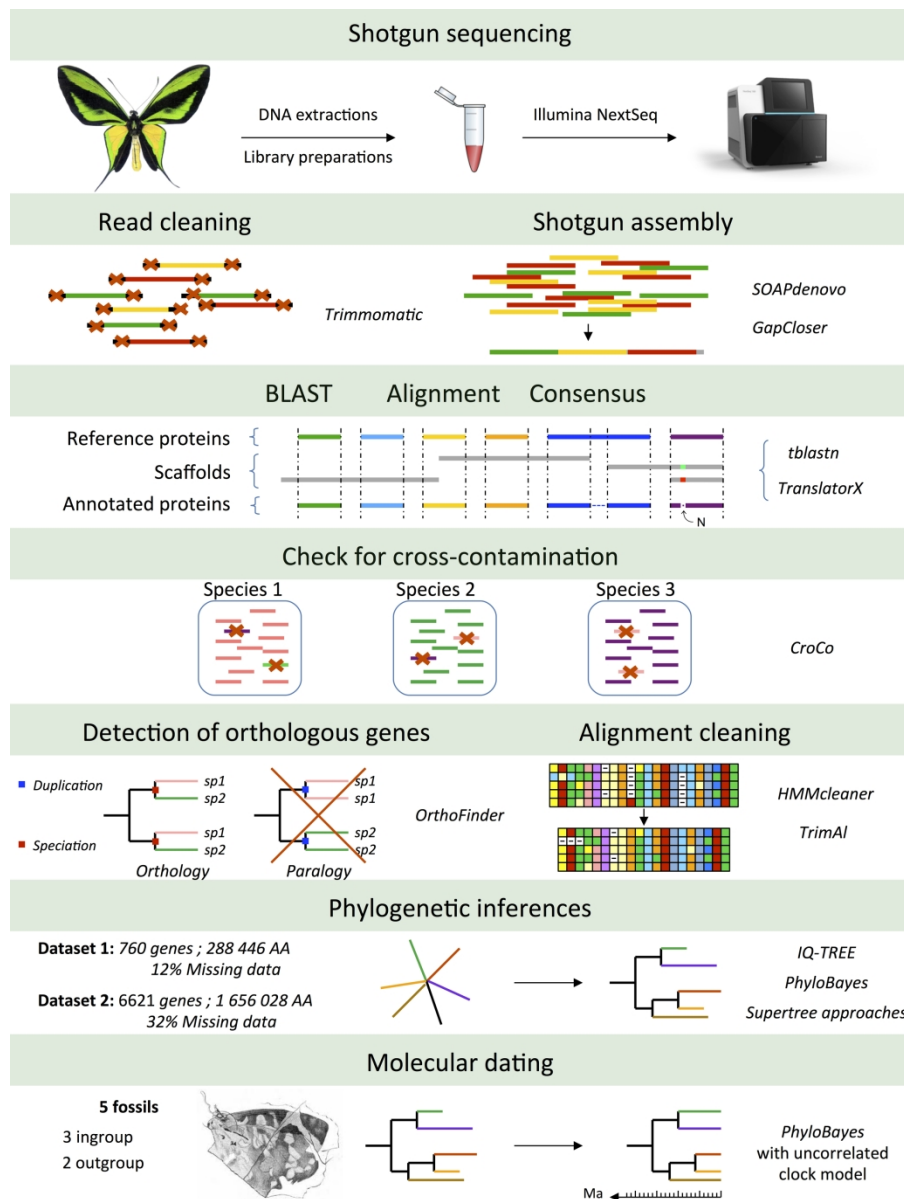 Shotgun sequencing
DNA extractions
Library preparations
Illumina NextSeq
Read cleaning
Trimmomatic
Shotgun assembly
SOAPdenovo
GapCloser
BLAST Alignment Consensus
Reference proteins
Scaffolds
Annotated proteins
tblastn
TranslatorX
N
Check for cross-contamination
Species 1
Species 2
Species 3
CroCo
Detection of orthologous genes
Duplication
Speciation
sp1
sp2
sp1
sp2
Orthology
sp1
sp1
sp2
sp2
Paralogy
OrthoFinder
Alignment cleaning
HMMcleaner
TrimAl
Phylogenetic inferences
Dataset 1: 760 genes ; 288 446 AA
12% Missing data
Dataset 2: 6621 genes ; 1 656 028 AA
32% Missing data
IQ-TREE
PhyloBayes
Supertree approaches
Molecular dating
5 fossils
3 ingroup
2 outgroup
Ma
PhyloBayes
with uncorrelated
clock model